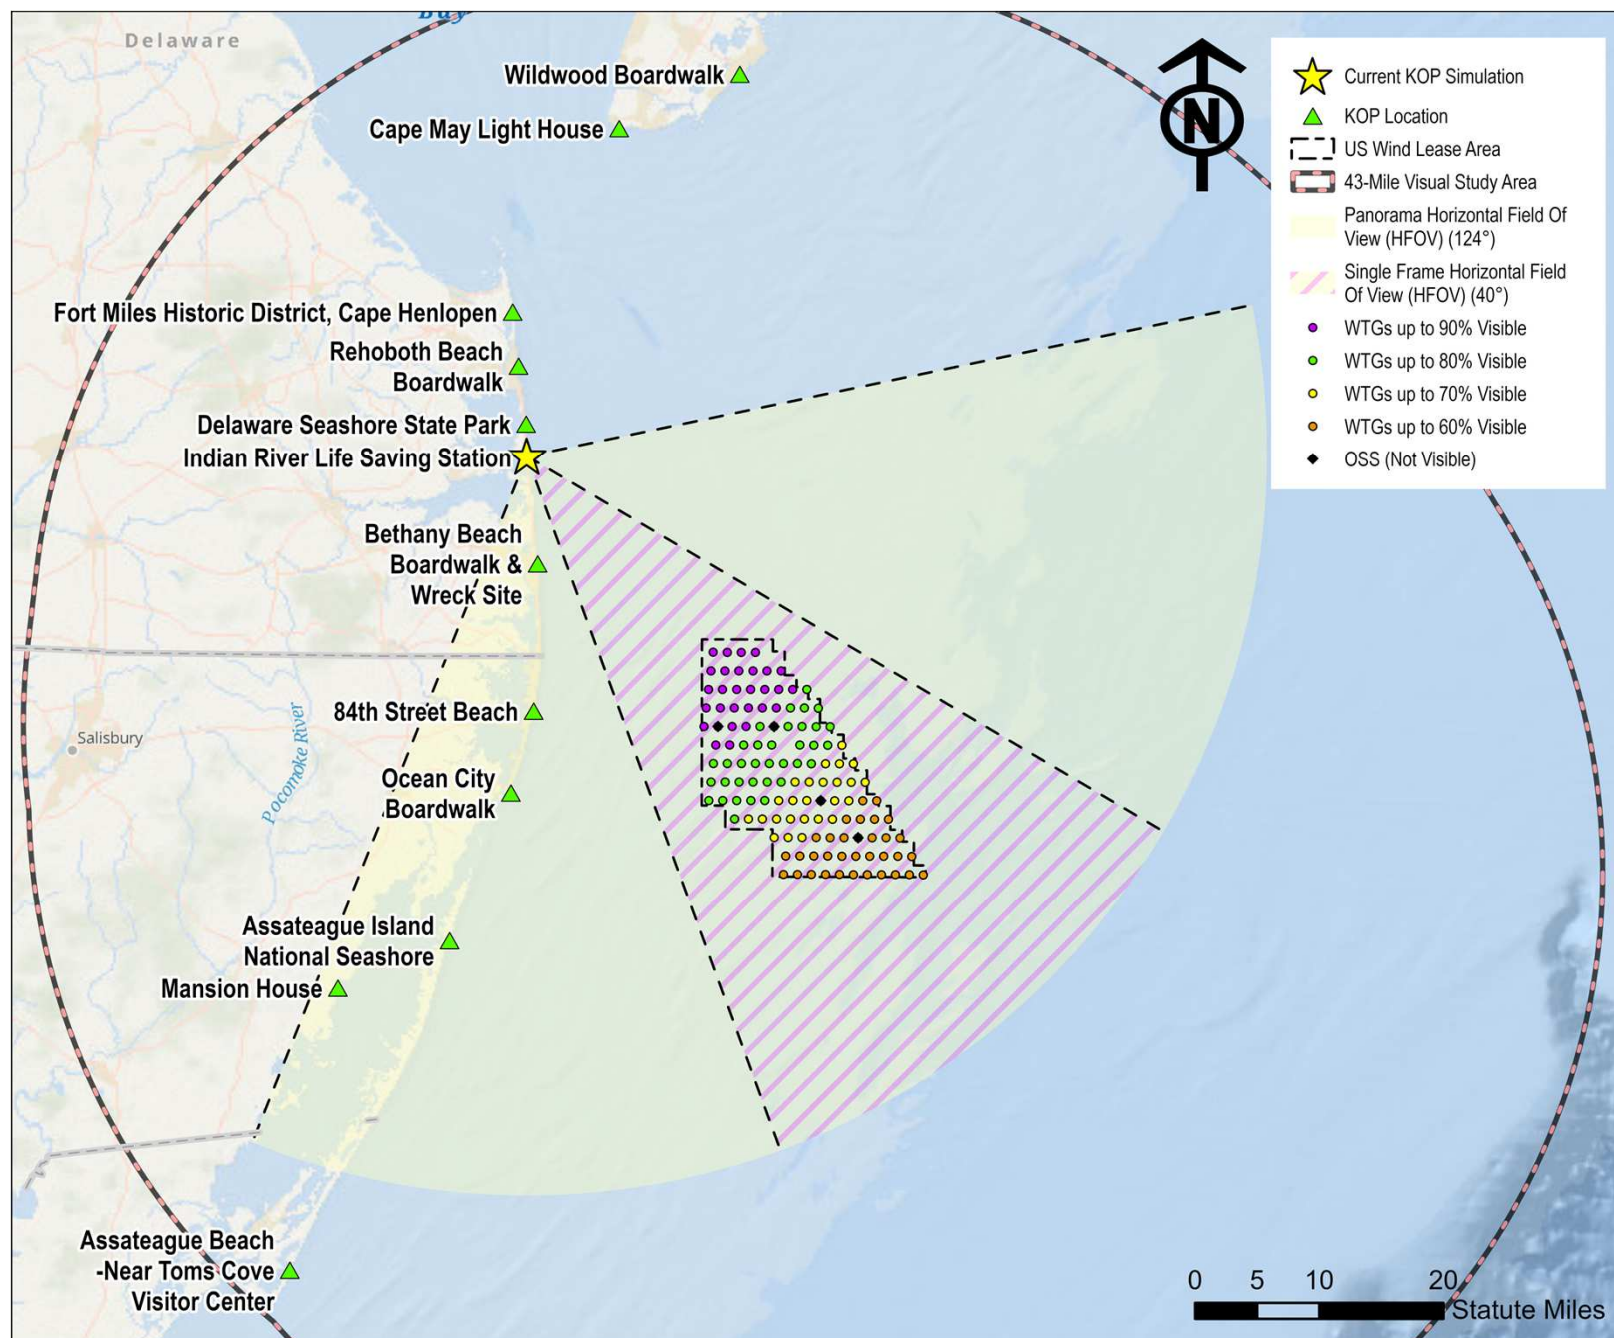 Bay
Delaware
Wildwood Boardwalk
Cape May Light House
N
Current KOP Simulation
KOP Location
US Wind Lease Area
43-Mile Visual Study Area
Panorama Horizontal Field Of
View (HFOV) (124°)
Single Frame Horizontal Field
Of View (HFOV) (40°)
WTGs up to 90% Visible
WTGs up to 80% Visible
WTGs up to 70% Visible
WTGs up to 60% Visible
OSS (Not Visible)
Fort Miles Historic District, Cape Henlopen
Rehoboth Beach
Boardwalk
Delaware Seashore State Park
Indian River Life Saving Station
Bethany Beach
Boardwalk &
Wreck Site
84th Street Beach
Salisbury
Pocomoke River
Ocean City
Boardwalk
Assateague Island
National Seashore
Mansion House
Assateague Beach
-Near Toms Cove
Visitor Center
0 5 10 20
Statute Miles